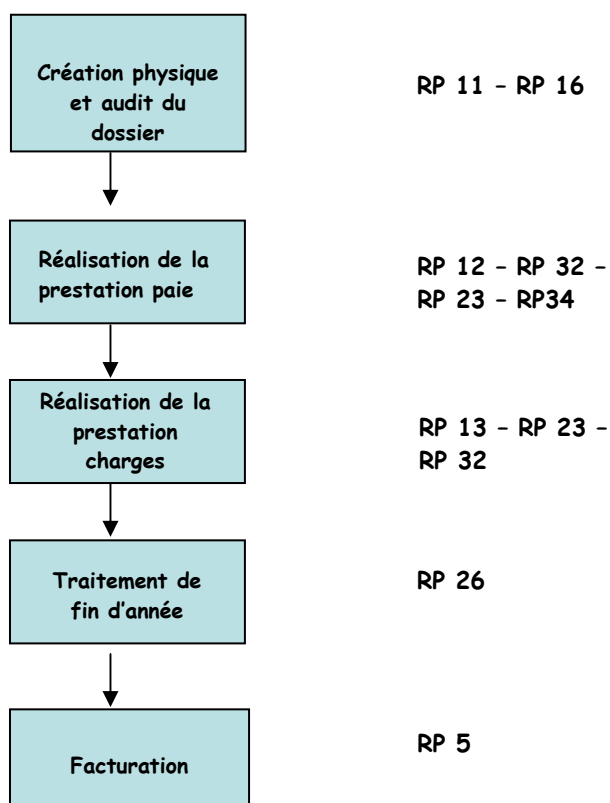 Création physique
et audit du
dossier
RP 11 – RP 16
Réalisation de la
prestation paie
RP 12 – RP 32 –
RP 23 – RP34
Réalisation de la
prestation
charges
RP 13 – RP 23 –
RP 32
Traitement de
fin d'année
RP 26
Facturation
RP 5